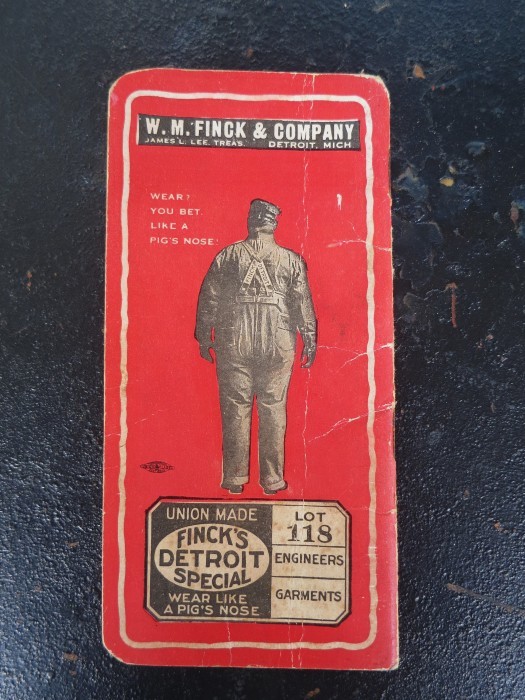 W. M. FINCK & COMPANY
JAMES L. LEE, TREAS. DETROIT, MICH
WEAR?
YOU BET.
LIKE A
PIG'S NOSE!
UNION MADE
FINCK'S
DETROIT
SPECIAL
WEAR LIKE
A PIG'S NOSE
LOT
118
ENGINEERS
GARMENTS